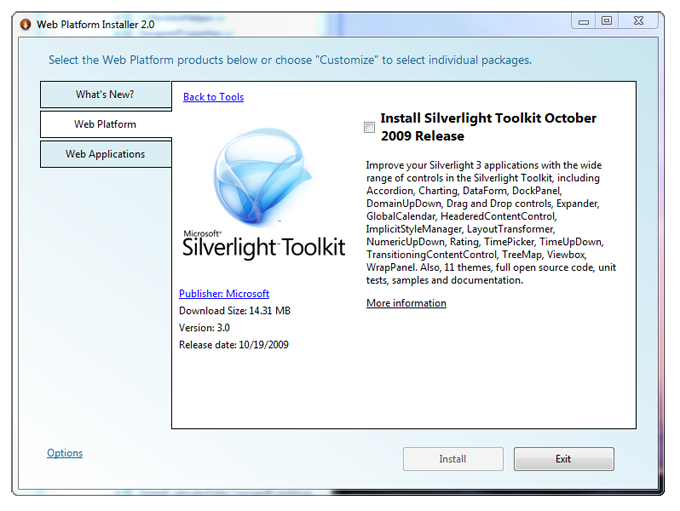 Web Platform Installer 2.0
Select the Web Platform products below or choose "Customize" to select individual packages.
What's New?
Web Platform
Web Applications
Back to Tools
Microsoft®
Silverlight™Toolkit
Publisher: Microsoft
Download Size: 14.31 MB
Version: 3.0
Release date: 10/19/2009
Install Silverlight Toolkit October
2009 Release
Improve your Silverlight 3 applications with the wide
range of controls in the Silverlight Toolkit, including
Accordion, Charting, DataForm, DockPanel,
DomainUpDown, Drag and Drop controls, Expander,
GlobalCalendar, HeaderedContentControl,
ImplicitStyleManager, LayoutTransformer,
NumericUpDown, Rating, TimePicker, TimeUpDown,
TransitioningContentControl, TreeMap, Viewbox,
WrapPanel. Also, 11 themes, full open source code, unit
tests, samples and documentation.
More information
Options
Install
Exit